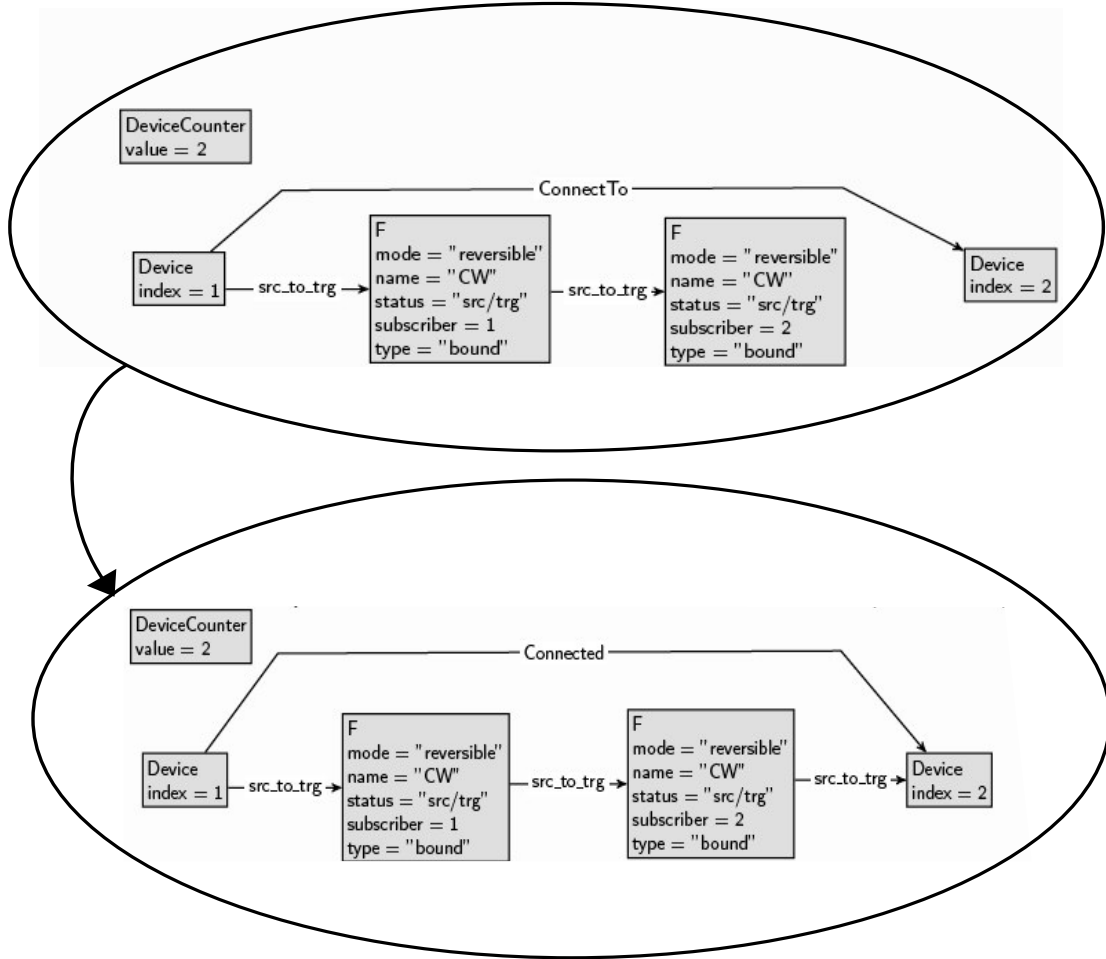 DeviceCounter
value = 2
ConnectTo
Device
index = 1
src_to_trg
F
mode = "reversible"
name = "CW"
status = "src/trg"
subscriber = 1
type = "bound"
src_to_trg
F
mode = "reversible"
name = "CW"
status = "src/trg"
subscriber = 2
type = "bound"
Device
index = 2
DeviceCounter
value = 2
Connected
Device
index = 1
src_to_trg
F
mode = "reversible"
name = "CW"
status = "src/trg"
subscriber = 1
type = "bound"
src_to_trg
F
mode = "reversible"
name = "CW"
status = "src/trg"
subscriber = 2
type = "bound"
src_to_trg
Device
index = 2